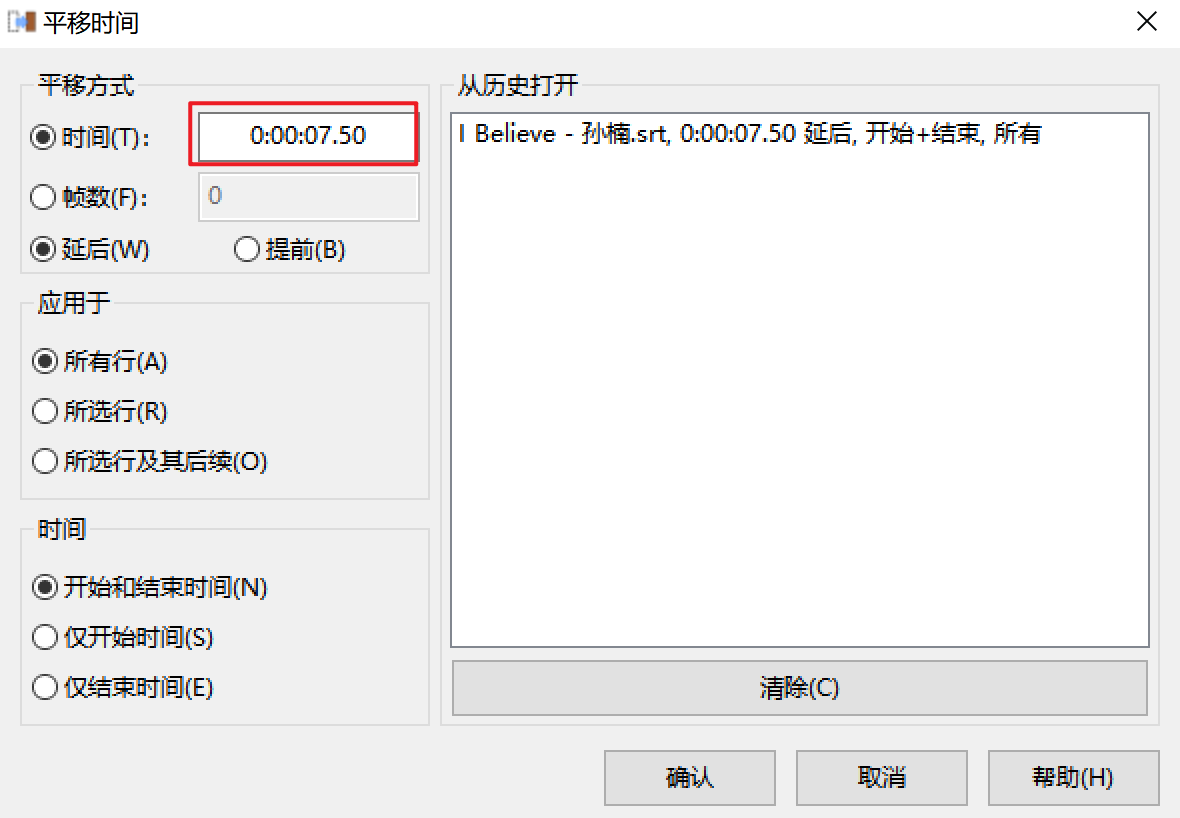 平移时间
平移方式
时间(T)：
0:00:07.50
帧数(F)：
0
延后(W)
提前(B)
应用于
所有行(A)
所选行(R)
所选行及其后续(O)
时间
开始和结束时间(N)
仅开始时间(S)
仅结束时间(E)
从历史打开
I Believe - 孙楠.srt, 0:00:07.50 延后, 开始+结束, 所有
清除(C)
确认
取消
帮助(H)